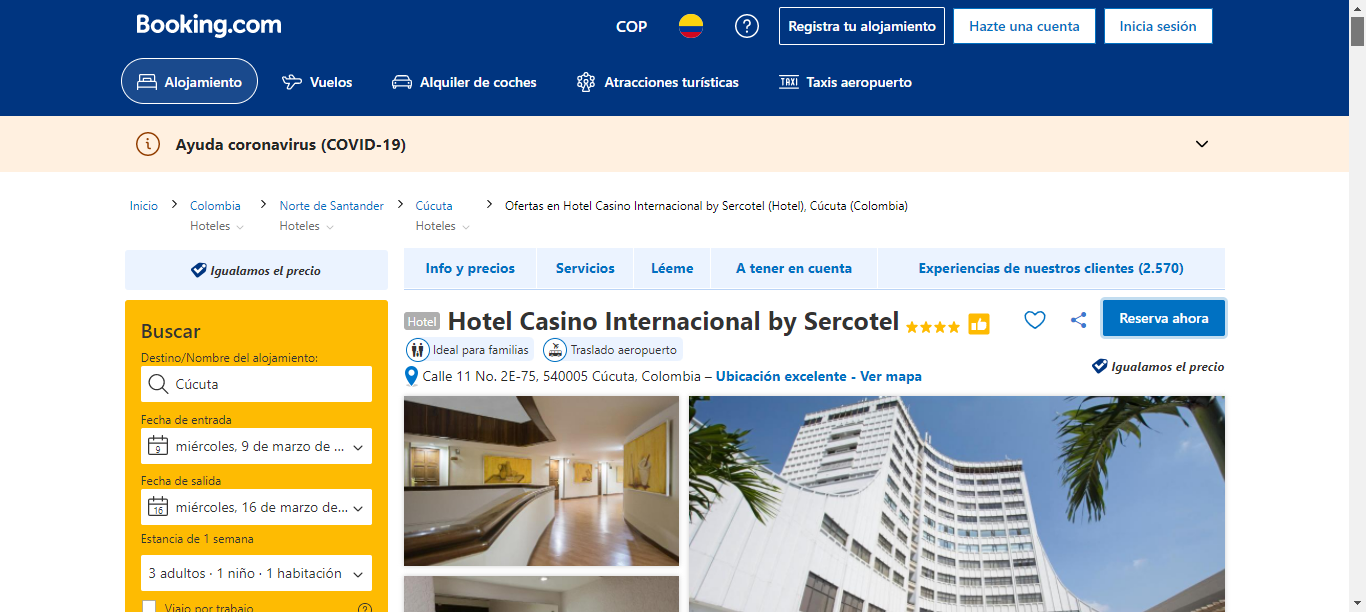 Booking.com
COP
Registra tu alojamiento
Hazte una cuenta
Inicia sesión
Alojamiento
Vuelos
Alquiler de coches
Atracciones turísticas
TAXI Taxis aeropuerto
Ayuda coronavirus (COVID-19)
Inicio
Colombia
Hoteles
Norte de Santander
Hoteles
Cúcuta
Hoteles
Ofertas en Hotel Casino Internacional by Sercotel (Hotel), Cúcuta (Colombia)
Igualamos el precio
Info y precios
Servicios
Léeme
A tener en cuenta
Experiencias de nuestros clientes (2.570)
Buscar
Destino/Nombre del alojamiento:
Cúcuta
Fecha de entrada
9
miércoles, 9 de marzo de ...
Fecha de salida
16
miércoles, 16 de marzo de...
Estancia de 1 semana
3 adultos · 1 niño · 1 habitación
Viajo por trabajo
Hotel
Hotel Casino Internacional by Sercotel
Reserva ahora
Ideal para familias
Traslado aeropuerto
Igualamos el precio
Calle 11 No. 2E-75, 540005 Cúcuta, Colombia – Ubicación excelente - Ver mapa